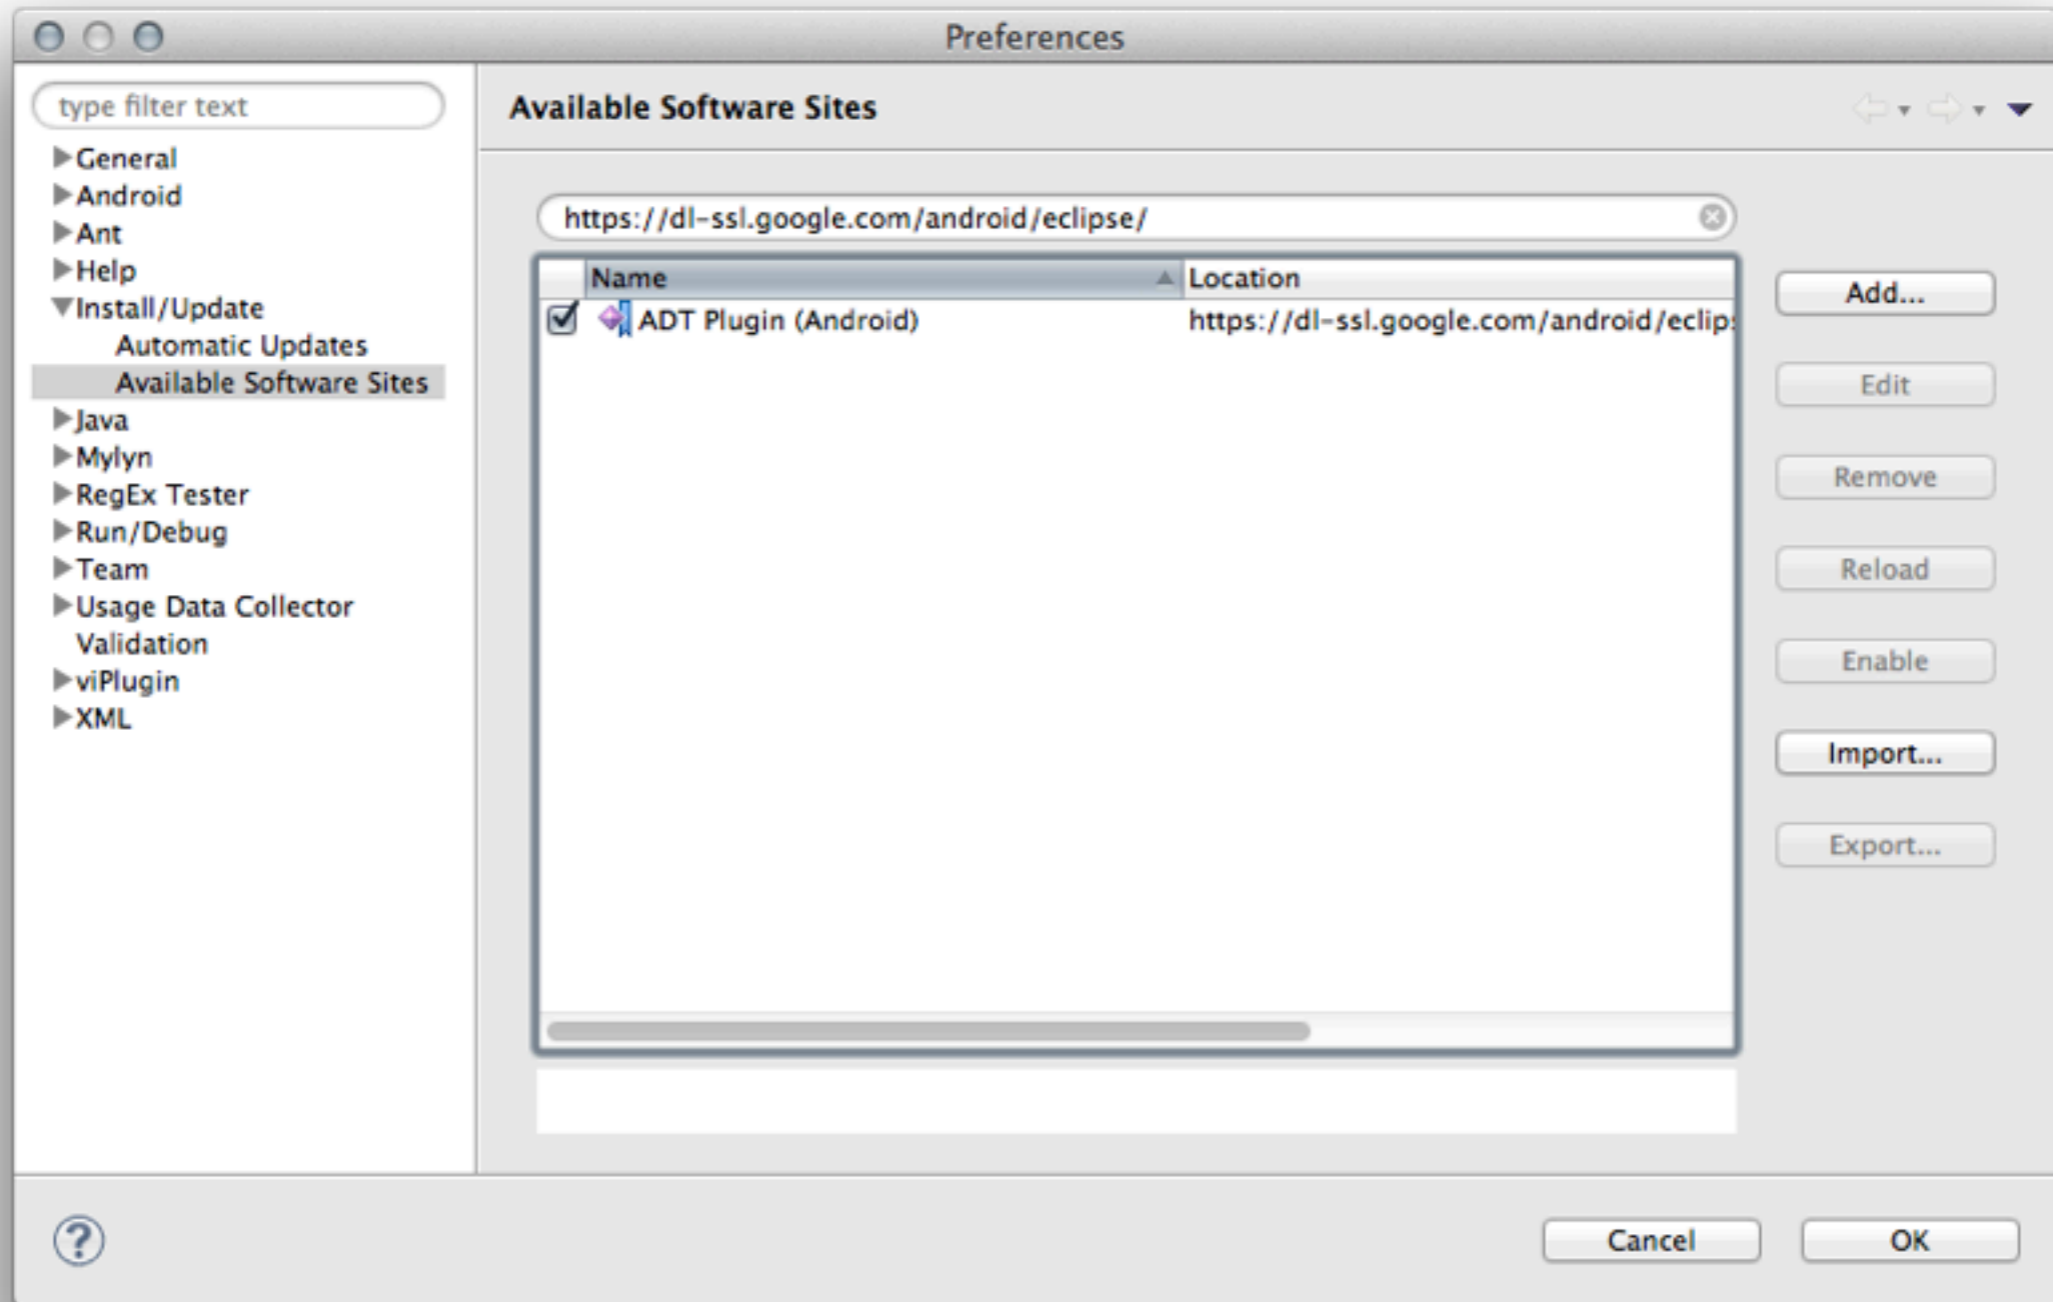 Preferences
type filter text
General
Android
Ant
Help
Install/Update
Automatic Updates
Available Software Sites
Java
Mylyn
RegEx Tester
Run/Debug
Team
Usage Data Collector
Validation
viPlugin
XML
Available Software Sites
https://dl-ssl.google.com/android/eclipse/
Name Location
ADT Plugin (Android) https://dl-ssl.google.com/android/eclip
Add...
Edit
Remove
Reload
Enable
Import...
Export...
?
Cancel OK